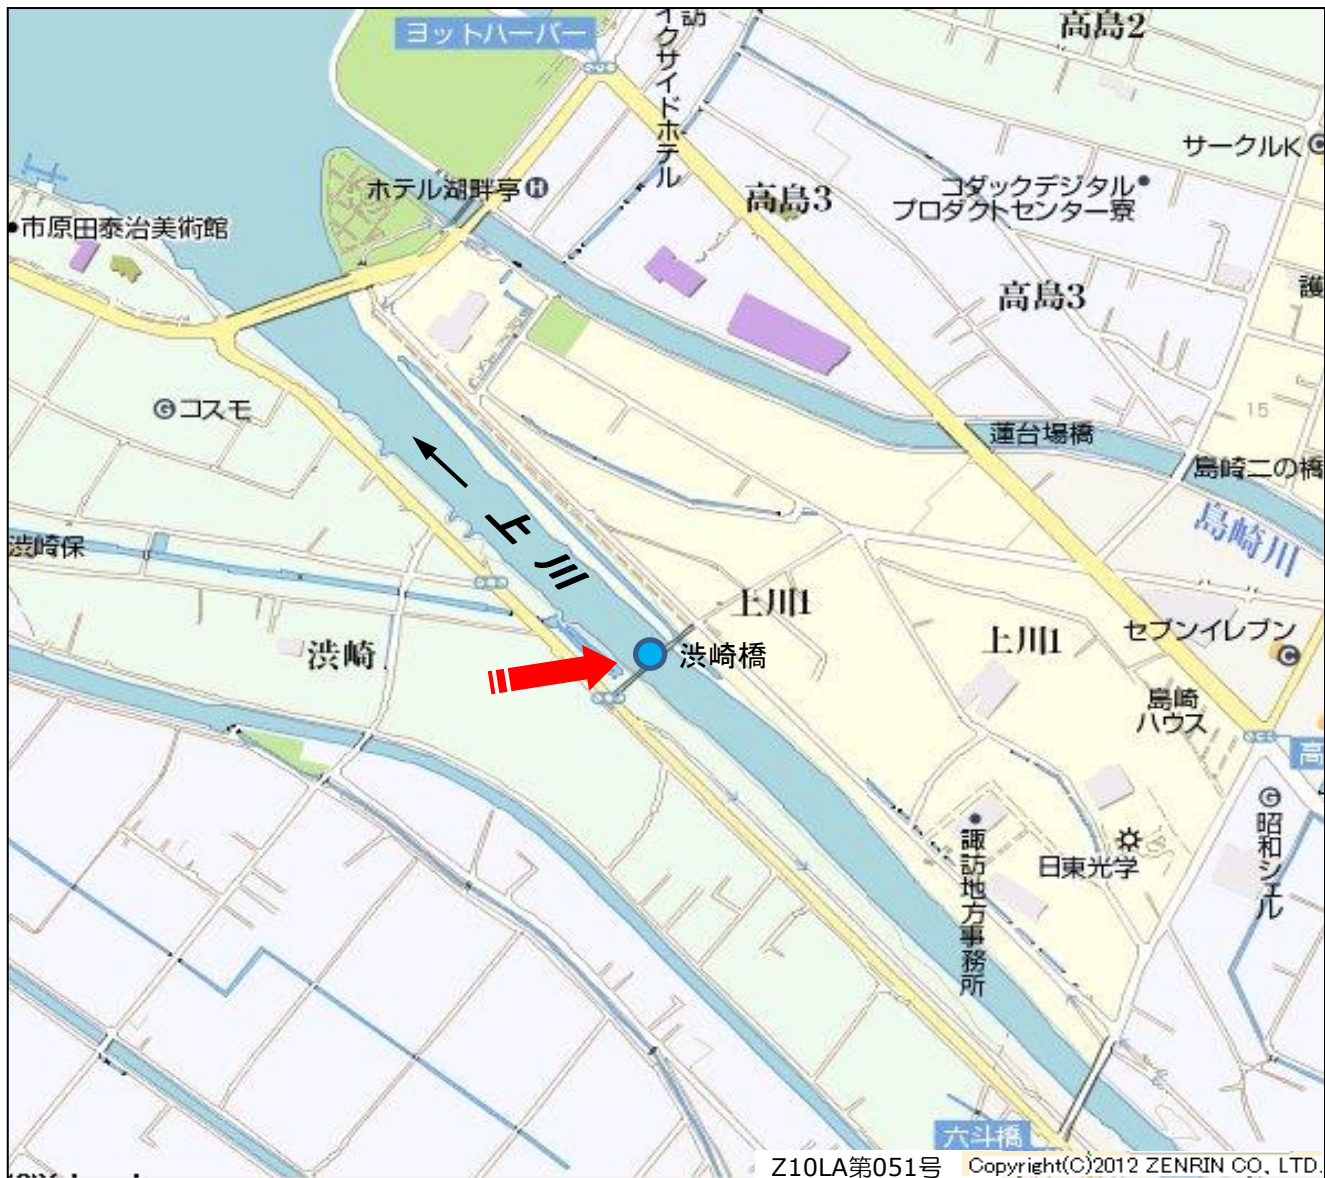 ヨットハーバー
訪
イクサイドホテル
高島2
サークルK
ホテル湖畔亭
H
高島3
コダックデジタル
プロダクトセンター寮
市原田泰治美術館
高島3
護
G コスモ
15
蓮台場橋
島崎二の橋
島崎川
上川
渋崎保
上川1
上川1
セブンイレブン
C
渋崎
渋崎橋
島崎
ハウス
高
G 昭和シェル
日東光学
諏訪地方事務所
六斗橋
Z10LA第051号
Copyright(C)2012 ZENRIN CO., LTD.